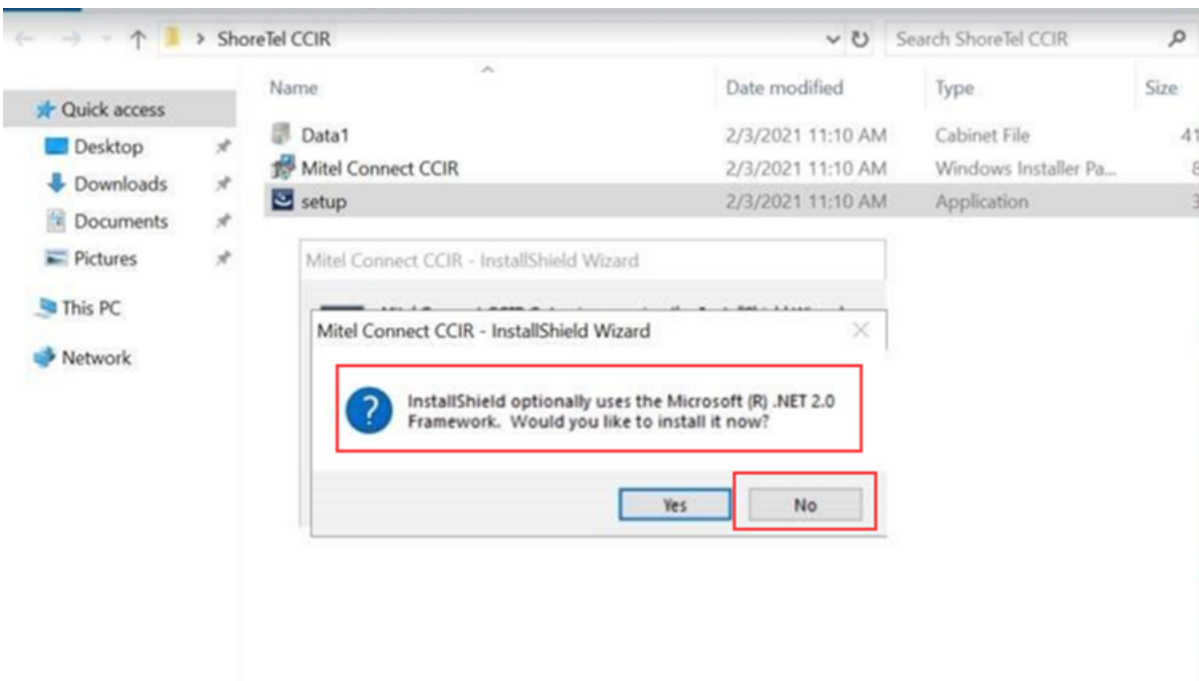 ShoreTel CCIR
Search ShoreTel CCIR
Name Date modified Type Size
Quick access
Desktop
Downloads
Documents
Pictures
This PC
Network
Data1 2/3/2021 11:10 AM Cabinet File 41
Mitel Connect CCIR 2/3/2021 11:10 AM Windows Installer Pa... 8
setup 2/3/2021 11:10 AM Application 3
Mitel Connect CCIR - InstallShield Wizard
Mitel Connect CCIR - InstallShield Wizard
InstallShield optionally uses the Microsoft (R) .NET 2.0
Framework. Would you like to install it now?
Yes No